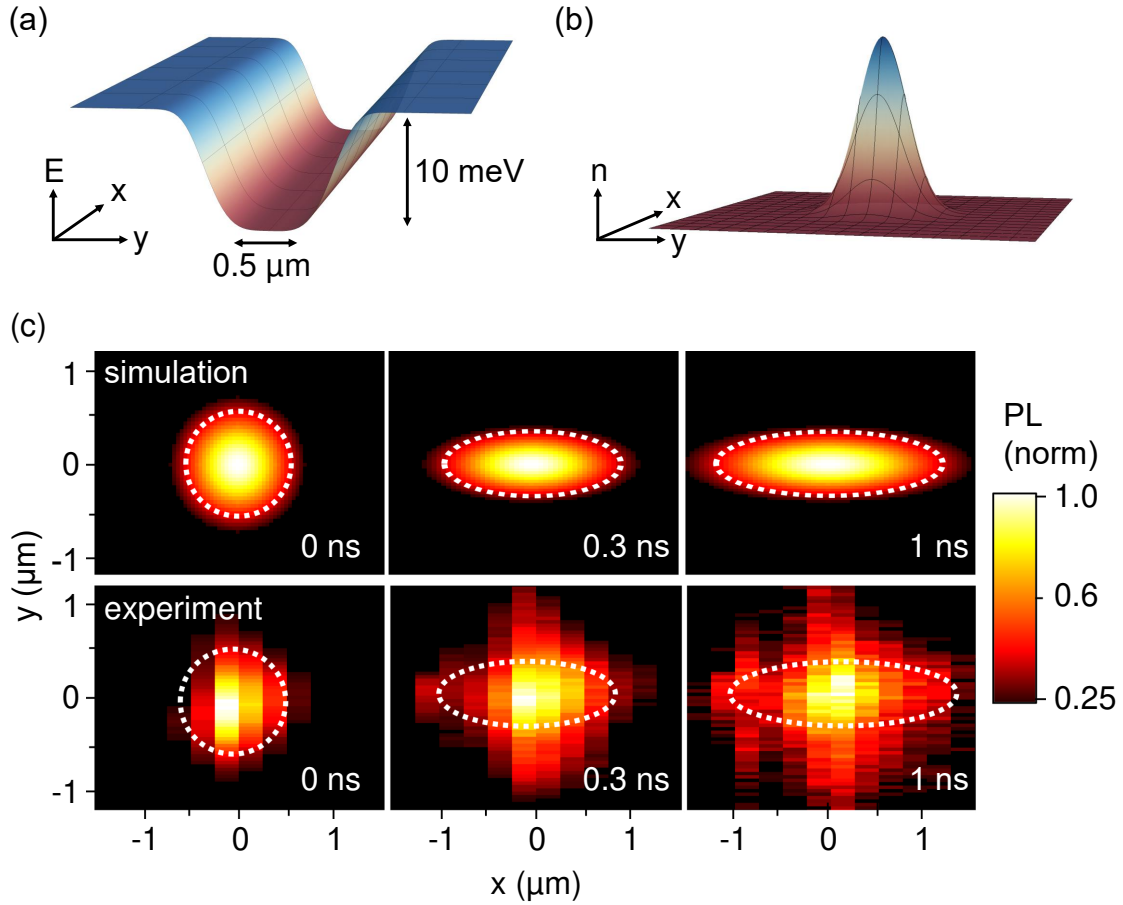 (a)
(b)
E
x
y
0.5 µm
10 meV
n
x
y
(c)
simulation
experiment
1
0
-1
1
0
-1
y (µm)
0 ns
0.3 ns
1 ns
0 ns
0.3 ns
1 ns
-1 0 1
-1 0 1
-1 0 1
x (µm)
PL
(norm)
1.0
0.6
0.25